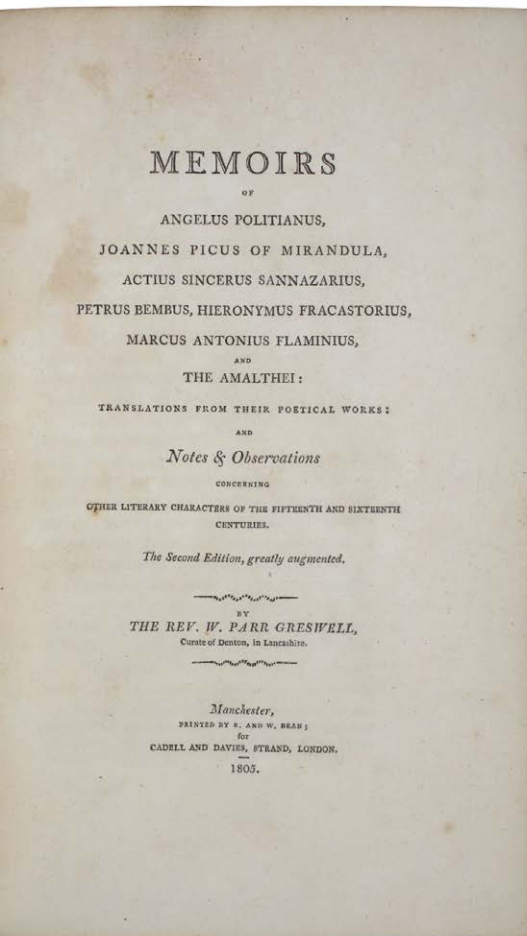 MEMOIRS
OF
ANGELUS POLITIANUS,
JOANNES PICUS OF MIRANDULA,
ACTIUS SINCERUS SANNAZARIUS,
PETRUS BEMBUS, HIERONYMUS FRACASTORIUS,
MARCUS ANTONIUS FLAMINIUS,
AND
THE AMALTHEI:
TRANSLATIONS FROM THEIR POETICAL WORKS:
AND
Notes & Observations
CONCERNING
OTHER LITERARY CHARACTERS OF THE FIFTEENTH AND SIXTEENTH
CENTURIES.
The Second Edition, greatly augmented.
BY
THE REV. W. PARR GRESWELL,
Curate of Denton, in Lancashire.
Manchester,
PRINTED BY R. AND W. DEAN;
for
CADELL AND DAVIES, STRAND, LONDON.
1805.